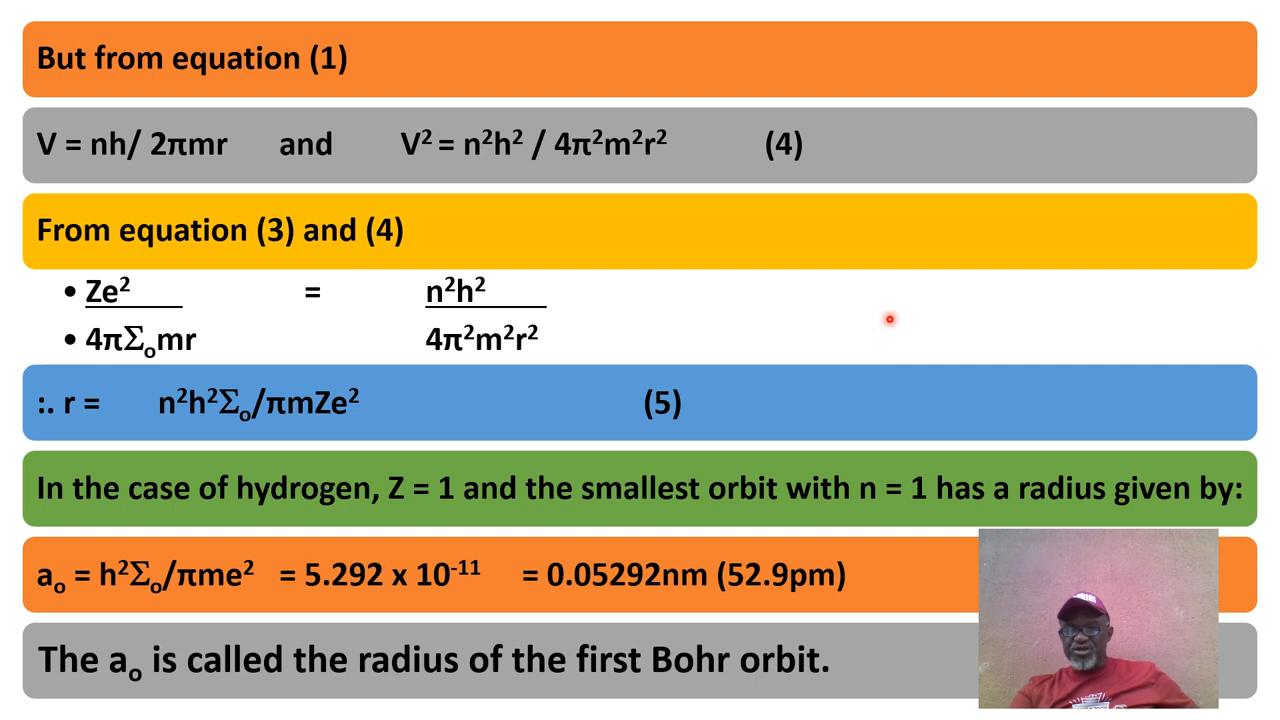 But from equation (1)
V = nh/ 2πmr and V² = n²h² / 4π²m²r² (4)
From equation (3) and (4)
• Ze² = n²h²
• 4πΣₒmr 4π²m²r²
:. r = n²h²Σₒ/πmZe² (5)
In the case of hydrogen, Z = 1 and the smallest orbit with n = 1 has a radius given by:
aₒ = h²Σₒ/πme² = 5.292 x 10⁻¹¹ = 0.05292nm (52.9pm)
The aₒ is called the radius of the first Bohr orbit.